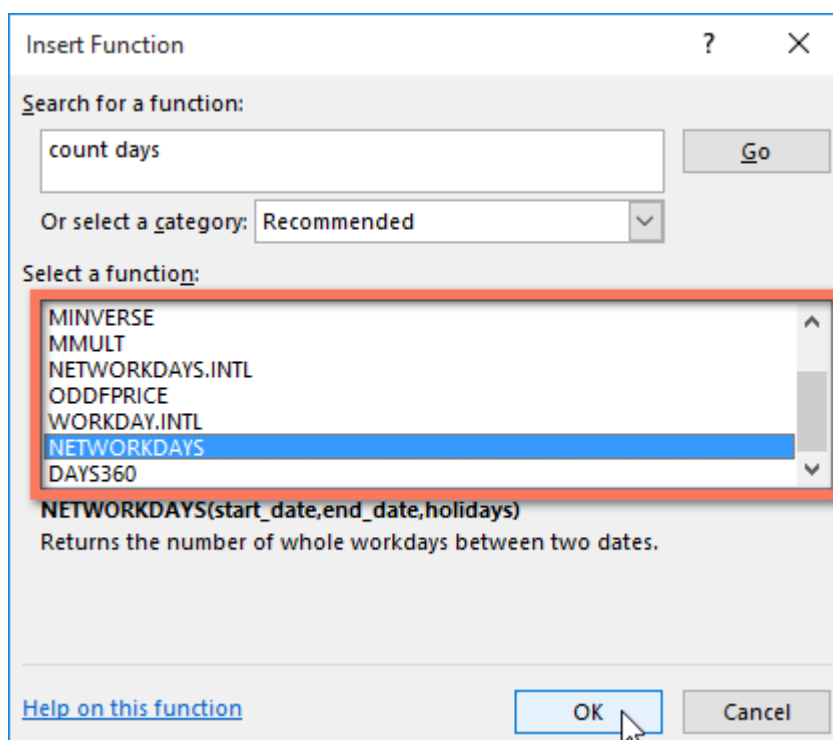 Insert Function
?
Search for a function:
count days
Go
Or select a category: Recommended
Select a function:
MINVERSE
MMULT
NETWORKDAYS.INTL
ODDFPRICE
WORKDAY.INTL
NETWORKDAYS
DAYS360
NETWORKDAYS(start_date,end_date,holidays)
Returns the number of whole workdays between two dates.
Help on this function
OK
Cancel